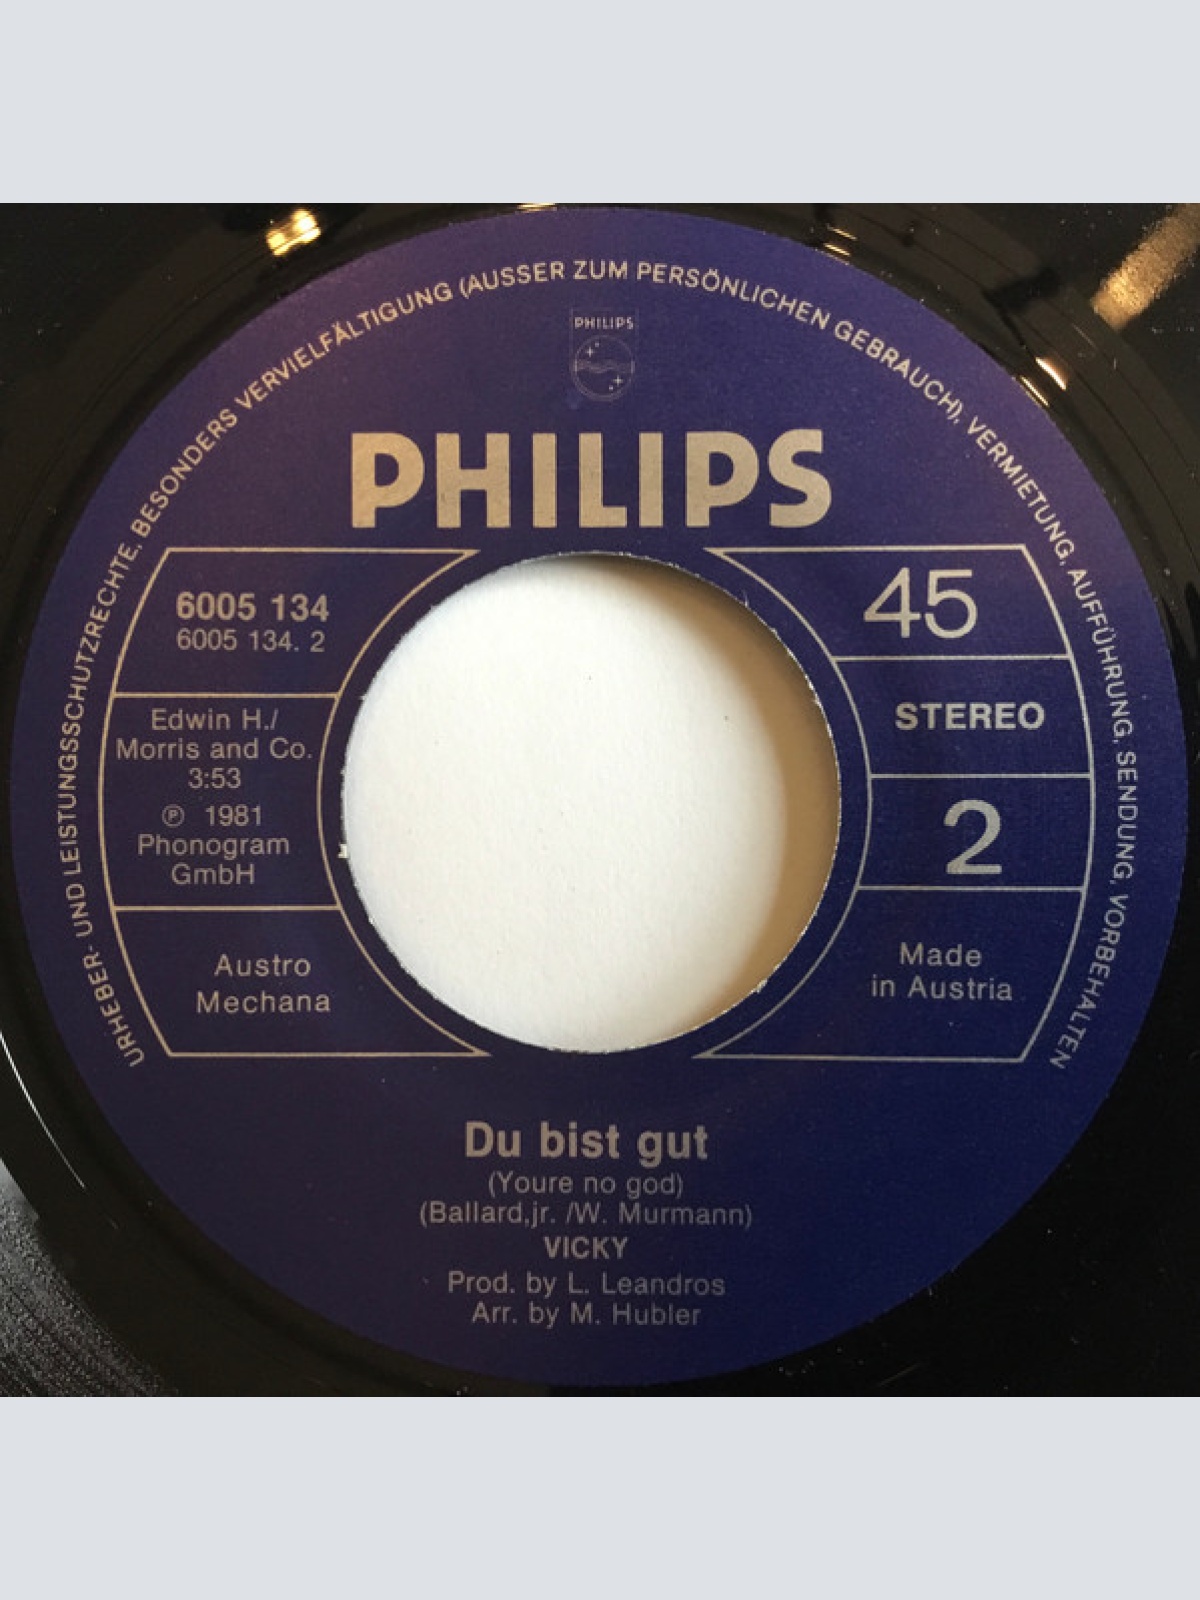 URHEBER- UND LEISTUNGSSCHUTZRECHTE, BESONDERS VERVIELFÄLTIGUNG (AUSSER ZUM PERSÖNLICHEN GEBRAUCH), VERMIETUNG, AUFFÜHRUNG, SENDUNG, VORBEHALTEN
PHILIPS
PHILIPS
6005 134
6005 134. 2
Edwin H./
Morris and Co.
3:53
℗ 1981
Phonogram
GmbH
Austro
Mechana
45
STEREO
2
Made
in Austria
Du bist gut
(Youre no god)
(Ballard,jr. /W. Murmann)
VICKY
Prod. by L. Leandros
Arr. by M. Hubler